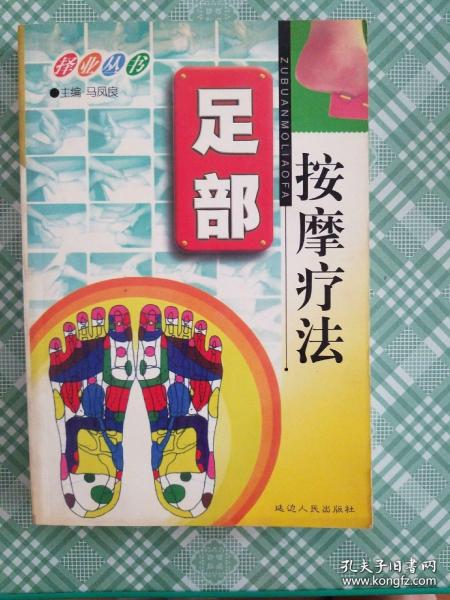 择业丛书
●主编·马凤良
足部
ZUBUANMOLIAOFA
按摩疗法
延边人民出版社
孔夫子旧书网
www.kongfz.com